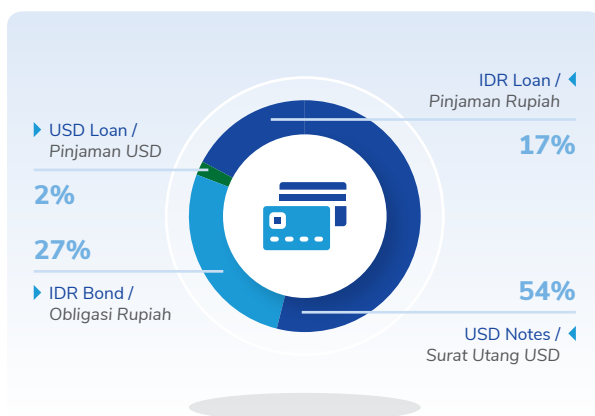 IDR Loan /
Pinjaman Rupiah
17%
USD Loan /
Pinjaman USD
2%
27%
IDR Bond /
Obligasi Rupiah
54%
USD Notes /
Surat Utang USD